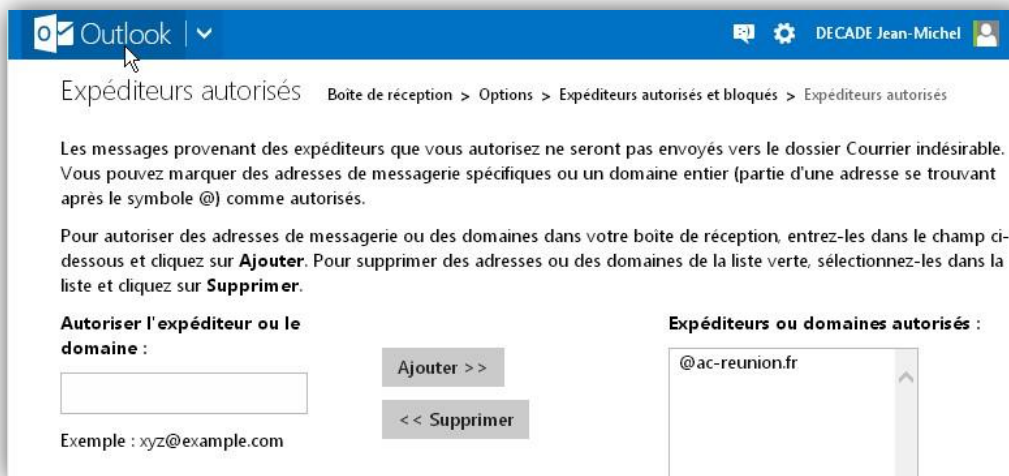 Outlook
DECADE Jean-Michel
Expéditeurs autorisés
Boîte de réception > Options > Expéditeurs autorisés et bloqués > Expéditeurs autorisés
Les messages provenant des expéditeurs que vous autorisez ne seront pas envoyés vers le dossier Courrier indésirable.
Vous pouvez marquer des adresses de messagerie spécifiques ou un domaine entier (partie d'une adresse se trouvant
après le symbole @) comme autorisés.
Pour autoriser des adresses de messagerie ou des domaines dans votre boîte de réception, entrez-les dans le champ ci-
dessous et cliquez sur Ajouter. Pour supprimer des adresses ou des domaines de la liste verte, sélectionnez-les dans la
liste et cliquez sur Supprimer.
Autoriser l'expéditeur ou le
domaine :
Exemple : xyz@example.com
Ajouter >>
<< Supprimer
Expéditeurs ou domaines autorisés :
@ac-reunion.fr